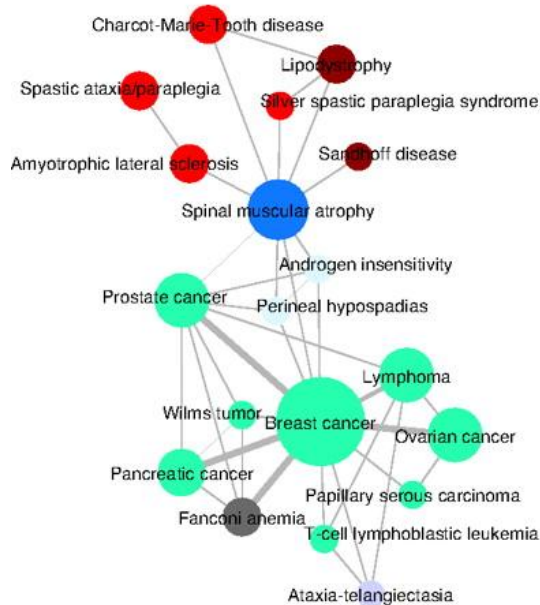 Charcot-Marie-Tooth disease
Lipodystrophy
Spastic ataxia/paraplegia
Silver spastic paraplegia syndrome
Amyotrophic lateral sclerosis
Sandhoff disease
Spinal muscular atrophy
Androgen insensitivity
Prostate cancer
Perineal hypospadias
Lymphoma
Wilms tumor
Breast cancer
Ovarian cancer
Pancreatic cancer
Papillary serous carcinoma
Fanconi anemia
T-cell lymphoblastic leukemia
Ataxia-telangiectasia